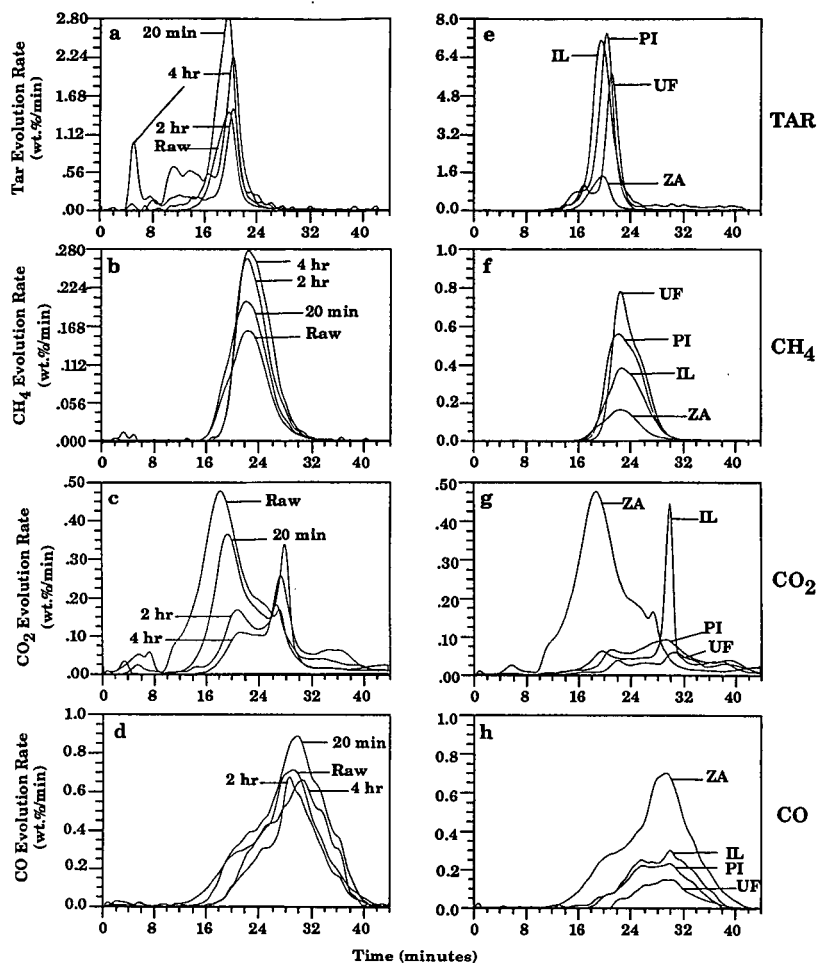 a
20 min
4 hr
2 hr
Raw
2.80
2.24
1.68
1.12
.56
.00
Tar Evolution Rate
(wt.%/min)
0 8 16 24 32 40
e
IL
PI
UF
ZA
8.0
6.4
4.8
3.2
1.6
0.0
0 8 16 24 32 40
TAR
b
4 hr
2 hr
20 min
Raw
.280
.224
.168
.112
.056
.000
CH4 Evolution Rate
(wt.%/min)
0 8 16 24 32 40
f
UF
PI
IL
ZA
1.0
0.8
0.6
0.4
0.2
0.0
0 8 16 24 32 40
CH4
c
Raw
20 min
2 hr
4 hr
.50
.40
.30
.20
.10
.00
CO2 Evolution Rate
(wt.%/min)
0 8 16 24 32 40
g
ZA
IL
PI
UF
.50
.40
.30
.20
.10
.00
0 8 16 24 32 40
CO2
d
20 min
Raw
2 hr
4 hr
1.0
0.8
0.6
0.4
0.2
0.0
CO Evolution Rate
(wt.%/min)
0 8 16 24 32 40
h
ZA
IL
PI
UF
1.0
0.8
0.6
0.4
0.2
0.0
0 8 16 24 32 40
CO
Time (minutes)